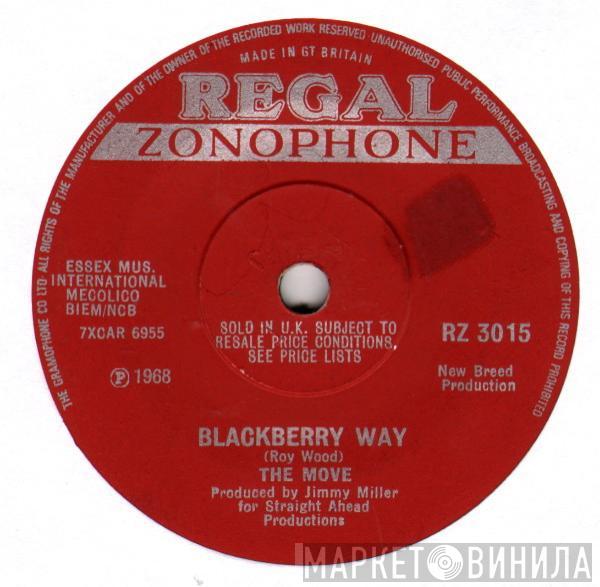 THE GRAMOPHONE CO LTD· ALL RIGHTS OF THE MANUFACTURER AND OF THE OWNER OF THE RECORDED WORK RESERVED· UNAUTHORISED PUBLIC PERFORMANCE BROADCASTING AND COPYING OF THIS RECORD PROHIBITED
MADE IN GT BRITAIN
REGAL
ZONOPHONE
ESSEX MUS.
INTERNATIONAL
MECOLICO
BIEM/NCB
7XCAR 6955
Ⓟ 1968
SOLD IN U.K. SUBJECT TO
RESALE PRICE CONDITIONS,
SEE PRICE LISTS
RZ 3015
New Breed
Production
BLACKBERRY WAY
(Roy Wood)
THE MOVE
Produced by Jimmy Miller
for Straight Ahead
Productions
МАРКЕТ ВИНИЛА